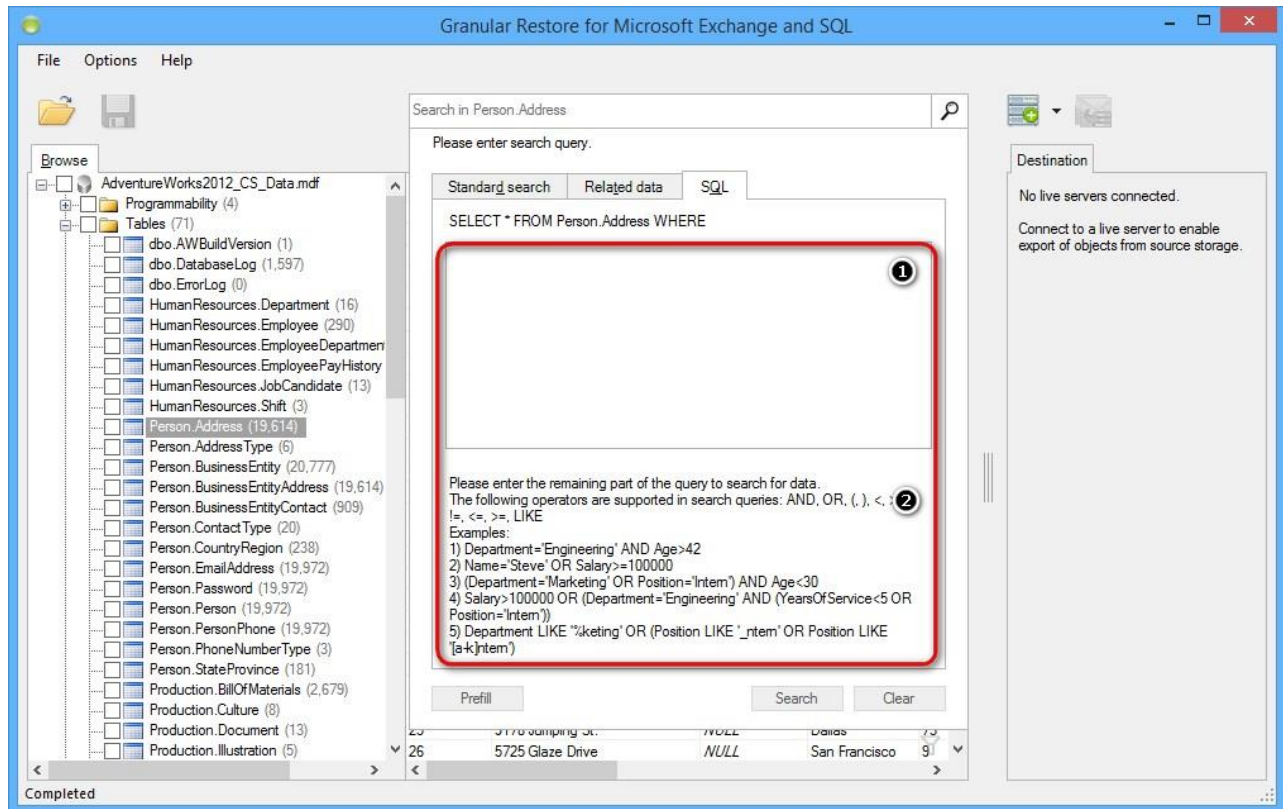 Granular Restore for Microsoft Exchange and SQL
File Options Help
Search in Person.Address
Please enter search query.
Browse
AdventureWorks2012_CS_Data.mdf
Programmability (4)
Tables (71)
dbo.AWBuildVersion (1)
dbo.DatabaseLog (1,597)
dbo.ErrorLog (0)
HumanResources.Department (16)
HumanResources.Employee (290)
HumanResources.EmployeeDepartmen
HumanResources.EmployeePayHistory
HumanResources.JobCandidate (13)
HumanResources.Shift (3)
Person.Address (19,614)
Person.AddressType (6)
Person.BusinessEntity (20,777)
Person.BusinessEntityAddress (19,614)
Person.BusinessEntityContact (909)
Person.ContactType (20)
Person.CountryRegion (238)
Person.EmailAddress (19,972)
Person.Password (19,972)
Person.Person (19,972)
Person.PersonPhone (19,972)
Person.PhoneNumberType (3)
Person.StateProvince (181)
Production.BillOfMaterials (2,679)
Production.Culture (8)
Production.Document (13)
Production.Illustration (5)
Standard search Related data SQL
SELECT * FROM Person.Address WHERE
1
Please enter the remaining part of the query to search for
data.
The following operators are supported in search queries: AND, OR, (, ), <,
2
!=, <=, >=, LIKE
Examples:
1) Department='Engineering' AND Age>42
2) Name='Steve' OR Salary>=100000
3) (Department='Marketing' OR Position='Intern') AND Age<30
4) Salary>100000 OR (Department='Engineering' AND (YearsOfService<5 OR
Position='Intern'))
5) Department LIKE '%keting' OR (Position LIKE '_ntern' OR Position LIKE
'[a-k]ntern')
Prefill Search Clear
26 5725 Glaze Drive NULL San Francisco 9
Destination
No live servers connected.
Connect to a live server to enable
export of objects from source storage.
Completed